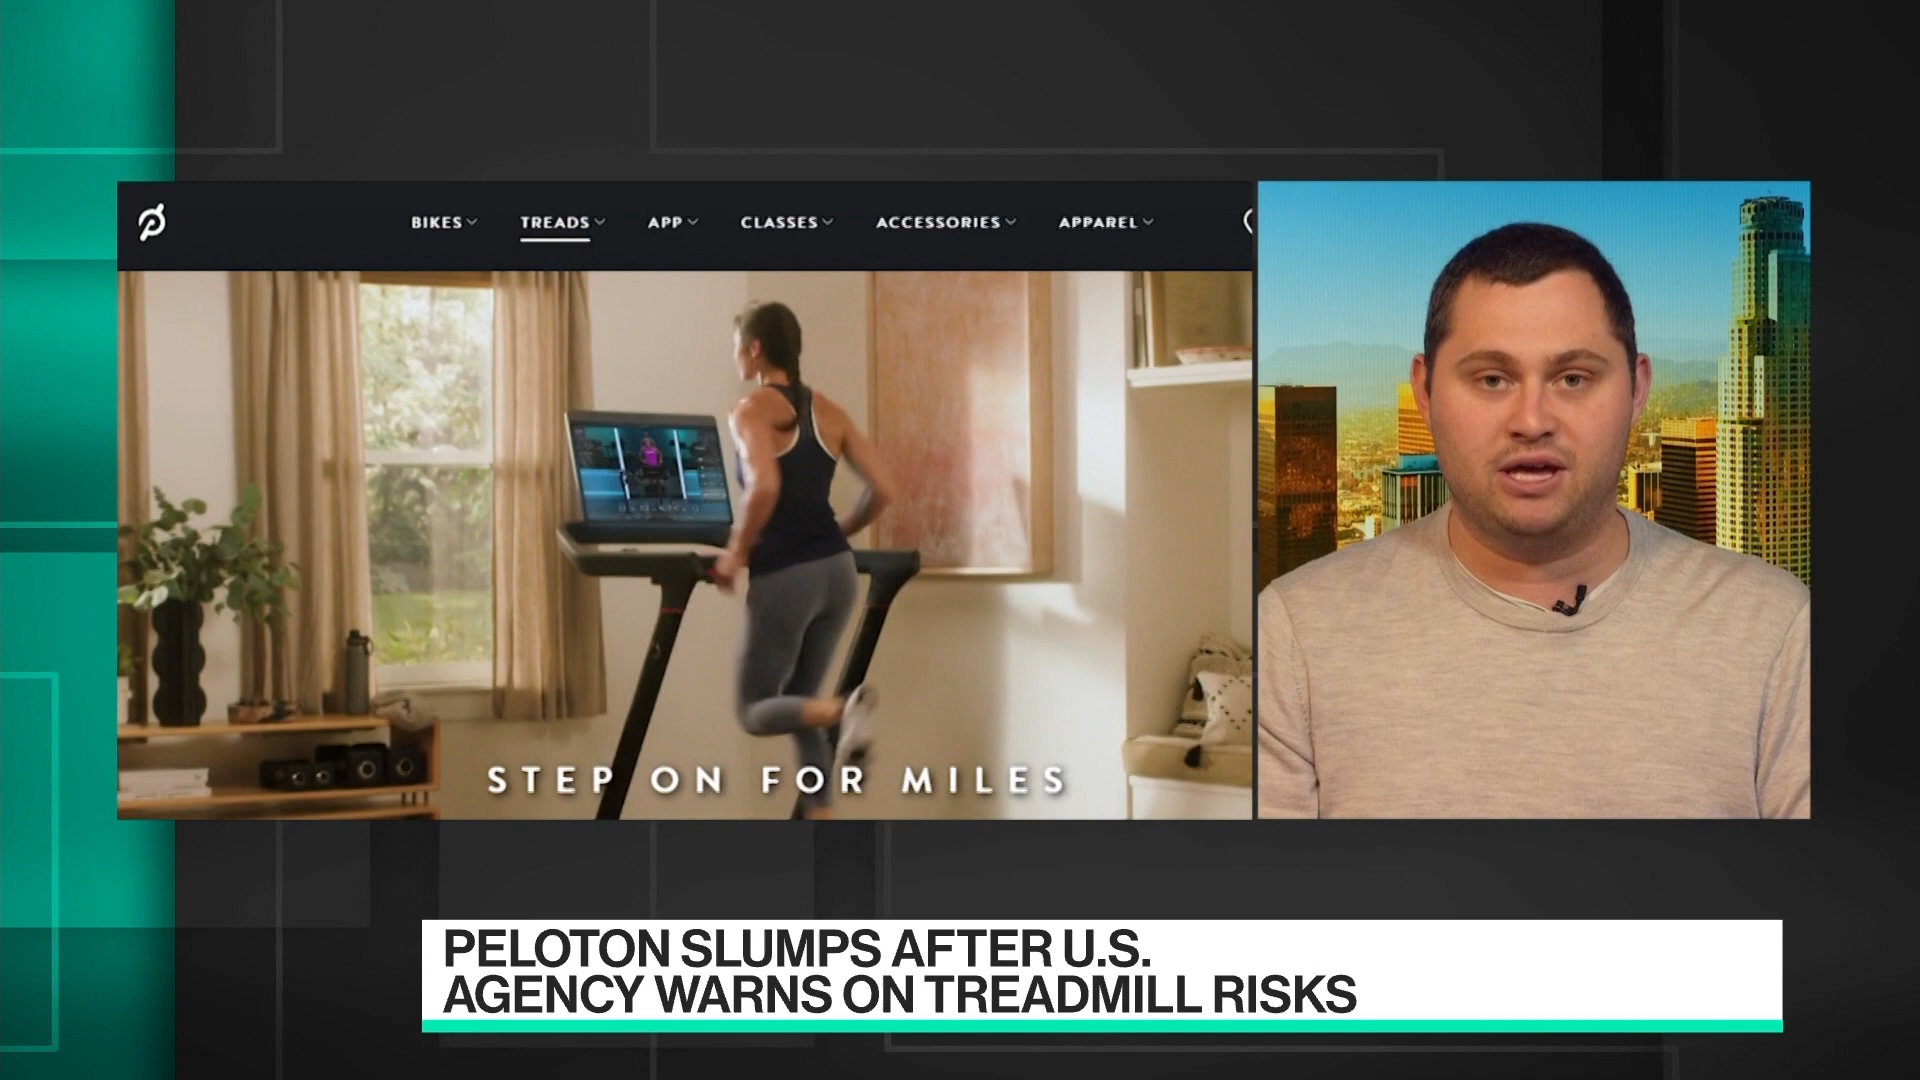 BIKES TREADS APP CLASSES ACCESSORIES APPAREL
STEP ON FOR MILES
PELOTON SLUMPS AFTER U.S.
AGENCY WARNS ON TREADMILL RISKS